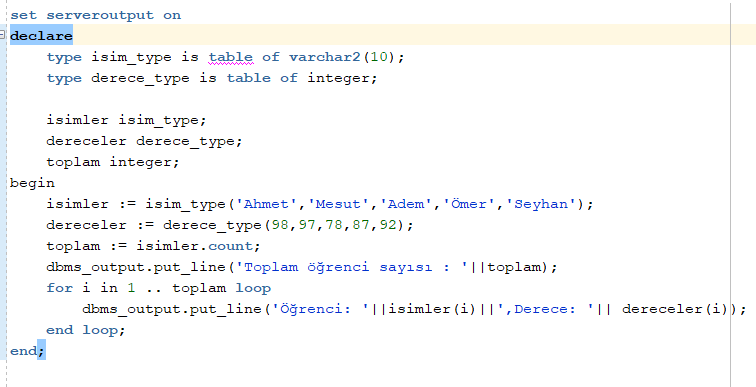 set serveroutput on
declare
    type isim_type is table of varchar2(10);
    type derece_type is table of integer;

    isimler isim_type;
    dereceler derece_type;
    toplam integer;
begin
    isimler := isim_type('Ahmet','Mesut','Adem','Ömer','Seyhan');
    dereceler := derece_type(98,97,78,87,92);
    toplam := isimler.count;
    dbms_output.put_line('Toplam öğrenci sayısı : '||toplam);
    for i in 1 .. toplam loop
        dbms_output.put_line('Öğrenci: '||isimler(i)||',Derece: '|| dereceler(i));
    end loop;
end;